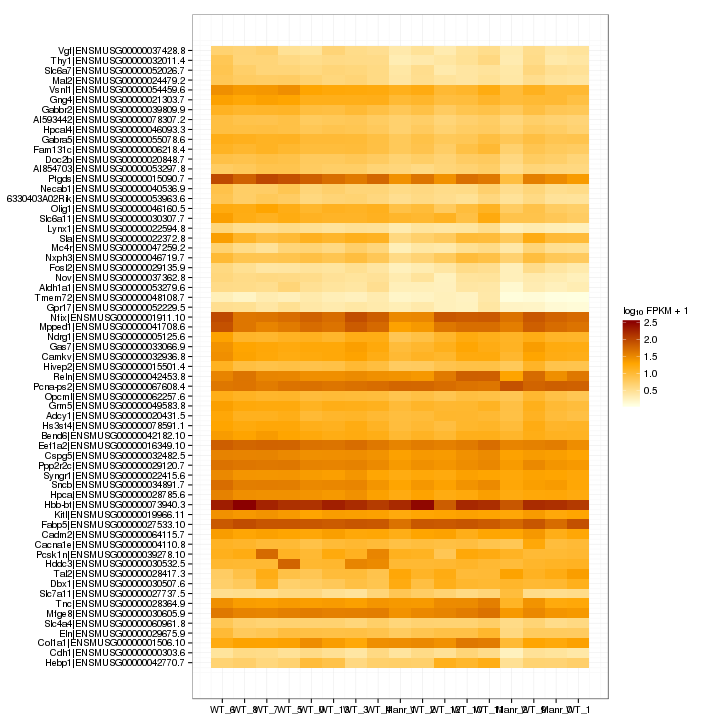 Vgf|ENSMUSG00000037428.8
Thy1|ENSMUSG00000032011.4
Slc6a7|ENSMUSG00000052026.7
Mal2|ENSMUSG00000024479.2
Vsnl1|ENSMUSG00000054459.6
Gng4|ENSMUSG00000021303.7
Gabbr2|ENSMUSG00000039809.9
AI593442|ENSMUSG00000078307.2
Hpcal4|ENSMUSG00000046093.3
Gabra5|ENSMUSG00000055078.6
Fam131c|ENSMUSG00000006218.4
Doc2b|ENSMUSG00000020848.7
AI854703|ENSMUSG00000053297.8
Ptgds|ENSMUSG00000015090.7
Necab1|ENSMUSG00000040536.9
6330403A02Rik|ENSMUSG00000053963.6
Olig1|ENSMUSG00000046160.5
Slc6a11|ENSMUSG00000030307.7
Lynx1|ENSMUSG00000022594.8
Sla|ENSMUSG00000022372.8
Mc4r|ENSMUSG00000047259.2
Nxph3|ENSMUSG00000046719.7
Fosl2|ENSMUSG00000029135.9
Nov|ENSMUSG00000037362.8
Aldh1a1|ENSMUSG00000053279.6
Tmem72|ENSMUSG00000048108.7
Gpr17|ENSMUSG00000052229.5
Nfix|ENSMUSG00000001911.10
Mpped1|ENSMUSG00000041708.6
Ndrg1|ENSMUSG00000005125.6
Gas7|ENSMUSG00000033066.9
Camkv|ENSMUSG00000032936.8
Hivep2|ENSMUSG00000015501.4
Reln|ENSMUSG00000042453.8
Pcna-ps2|ENSMUSG00000067608.4
Opcml|ENSMUSG00000062257.6
Grm5|ENSMUSG00000049583.8
Adcy1|ENSMUSG00000020431.5
Hs3st4|ENSMUSG00000078591.1
Bend6|ENSMUSG00000042182.10
Eef1a2|ENSMUSG00000016349.10
Cspg5|ENSMUSG00000032482.5
Ppp2r2c|ENSMUSG00000029120.7
Syngr1|ENSMUSG00000022415.6
Sncb|ENSMUSG00000034891.7
Hpca|ENSMUSG00000028785.6
Hbb-bt|ENSMUSG00000073940.3
Kitl|ENSMUSG00000019966.11
Fabp5|ENSMUSG00000027533.10
Cadm2|ENSMUSG00000064115.7
Cacna1e|ENSMUSG00000004110.8
Pcsk1n|ENSMUSG00000039278.10
Hddc3|ENSMUSG00000030532.5
Tal2|ENSMUSG00000028417.3
Dbx1|ENSMUSG00000030507.6
Slc7a11|ENSMUSG00000027737.5
Tnc|ENSMUSG00000028364.9
Mfge8|ENSMUSG00000030605.9
Slc4a4|ENSMUSG00000060961.8
Eln|ENSMUSG00000029675.9
Col1a1|ENSMUSG00000001506.10
Cdh1|ENSMUSG00000000303.6
Hebp1|ENSMUSG00000042770.7
log10 FPKM + 1
2.5
2.0
1.5
1.0
0.5
WT_7 WT_5 WT_3 WT_1